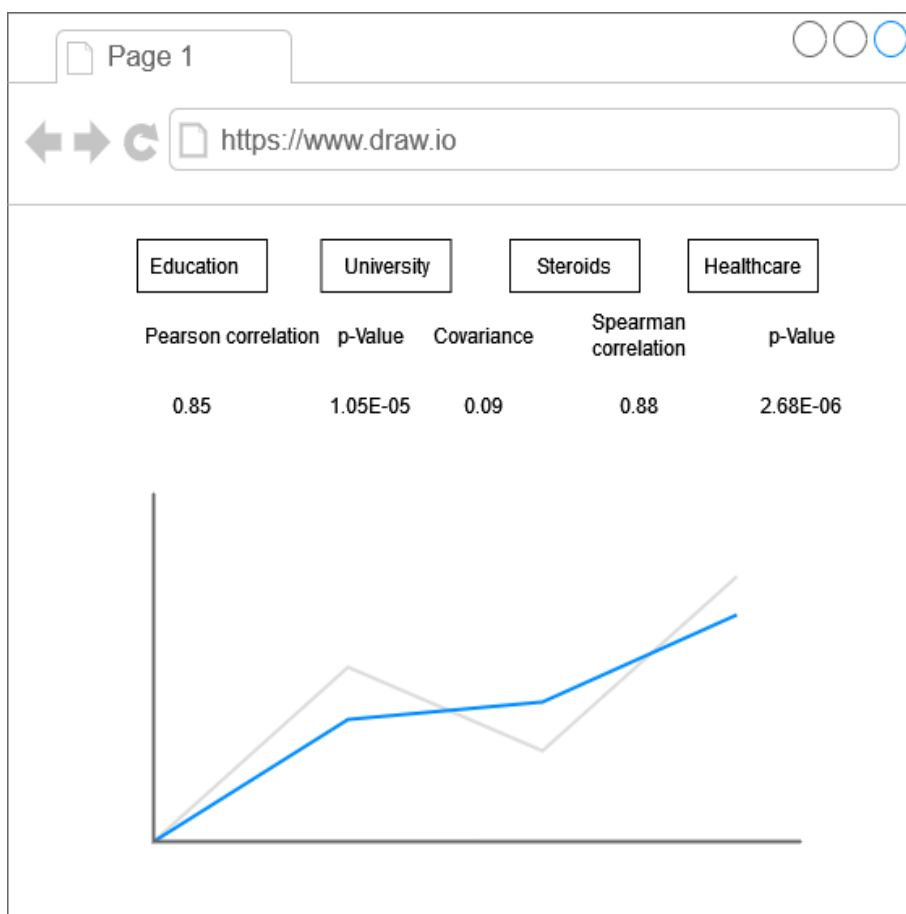 Page 1
https://www.draw.io
Education University Steroids Healthcare
Pearson correlation p-Value Covariance Spearman correlation p-Value
0.85 1.05E-05 0.09 0.88 2.68E-06